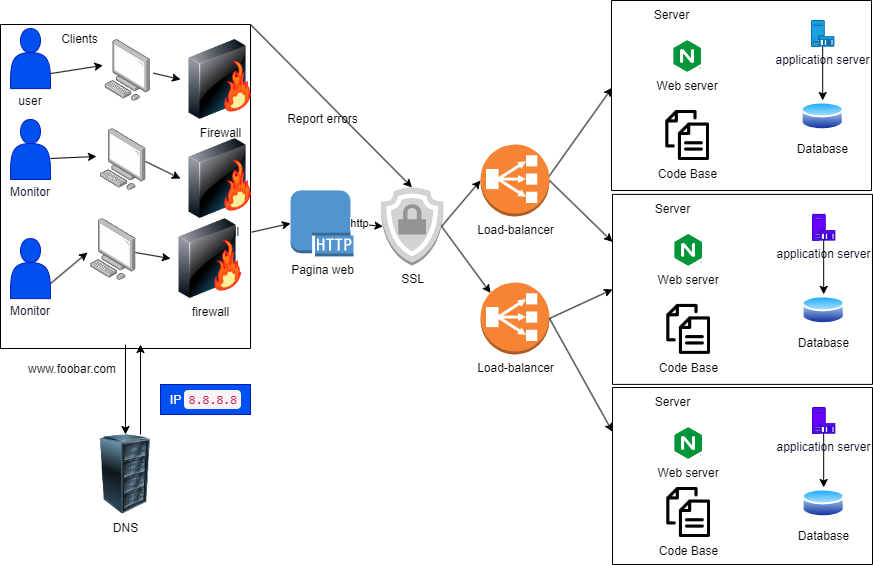 Clients
user
Firewall
Monitor
l
Monitor
firewall
www.foobar.com
IP 8.8.8.8
DNS
Report errors
HTTP
Pagina web
http
SSL
Load-balancer
Load-balancer
Server
N
Web server
Code Base
application server
Database
Server
N
Web server
Code Base
application server
Database
Server
N
Web server
Code Base
application server
Database